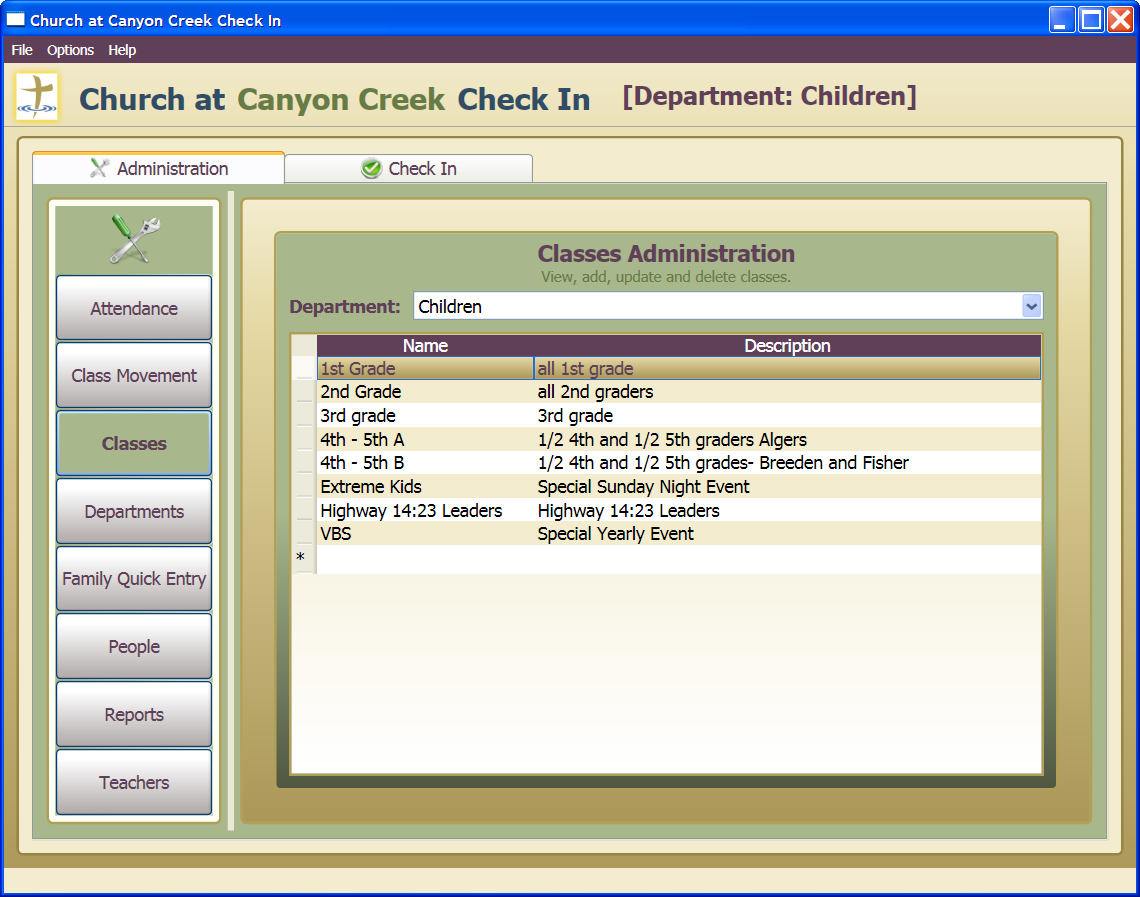 Church at Canyon Creek Check In
File Options Help
Church at Canyon Creek Check In [Department: Children]
Administration Check In
Attendance
Class Movement
Classes
Departments
Family Quick Entry
People
Reports
Teachers
Classes Administration
View, add, update and delete classes.
Department: Children
Name Description
1st Grade all 1st grade
2nd Grade all 2nd graders
3rd grade 3rd grade
4th - 5th A 1/2 4th and 1/2 5th graders Algers
4th - 5th B 1/2 4th and 1/2 5th grades- Breeden and Fisher
Extreme Kids Special Sunday Night Event
Highway 14:23 Leaders Highway 14:23 Leaders
VBS Special Yearly Event
*